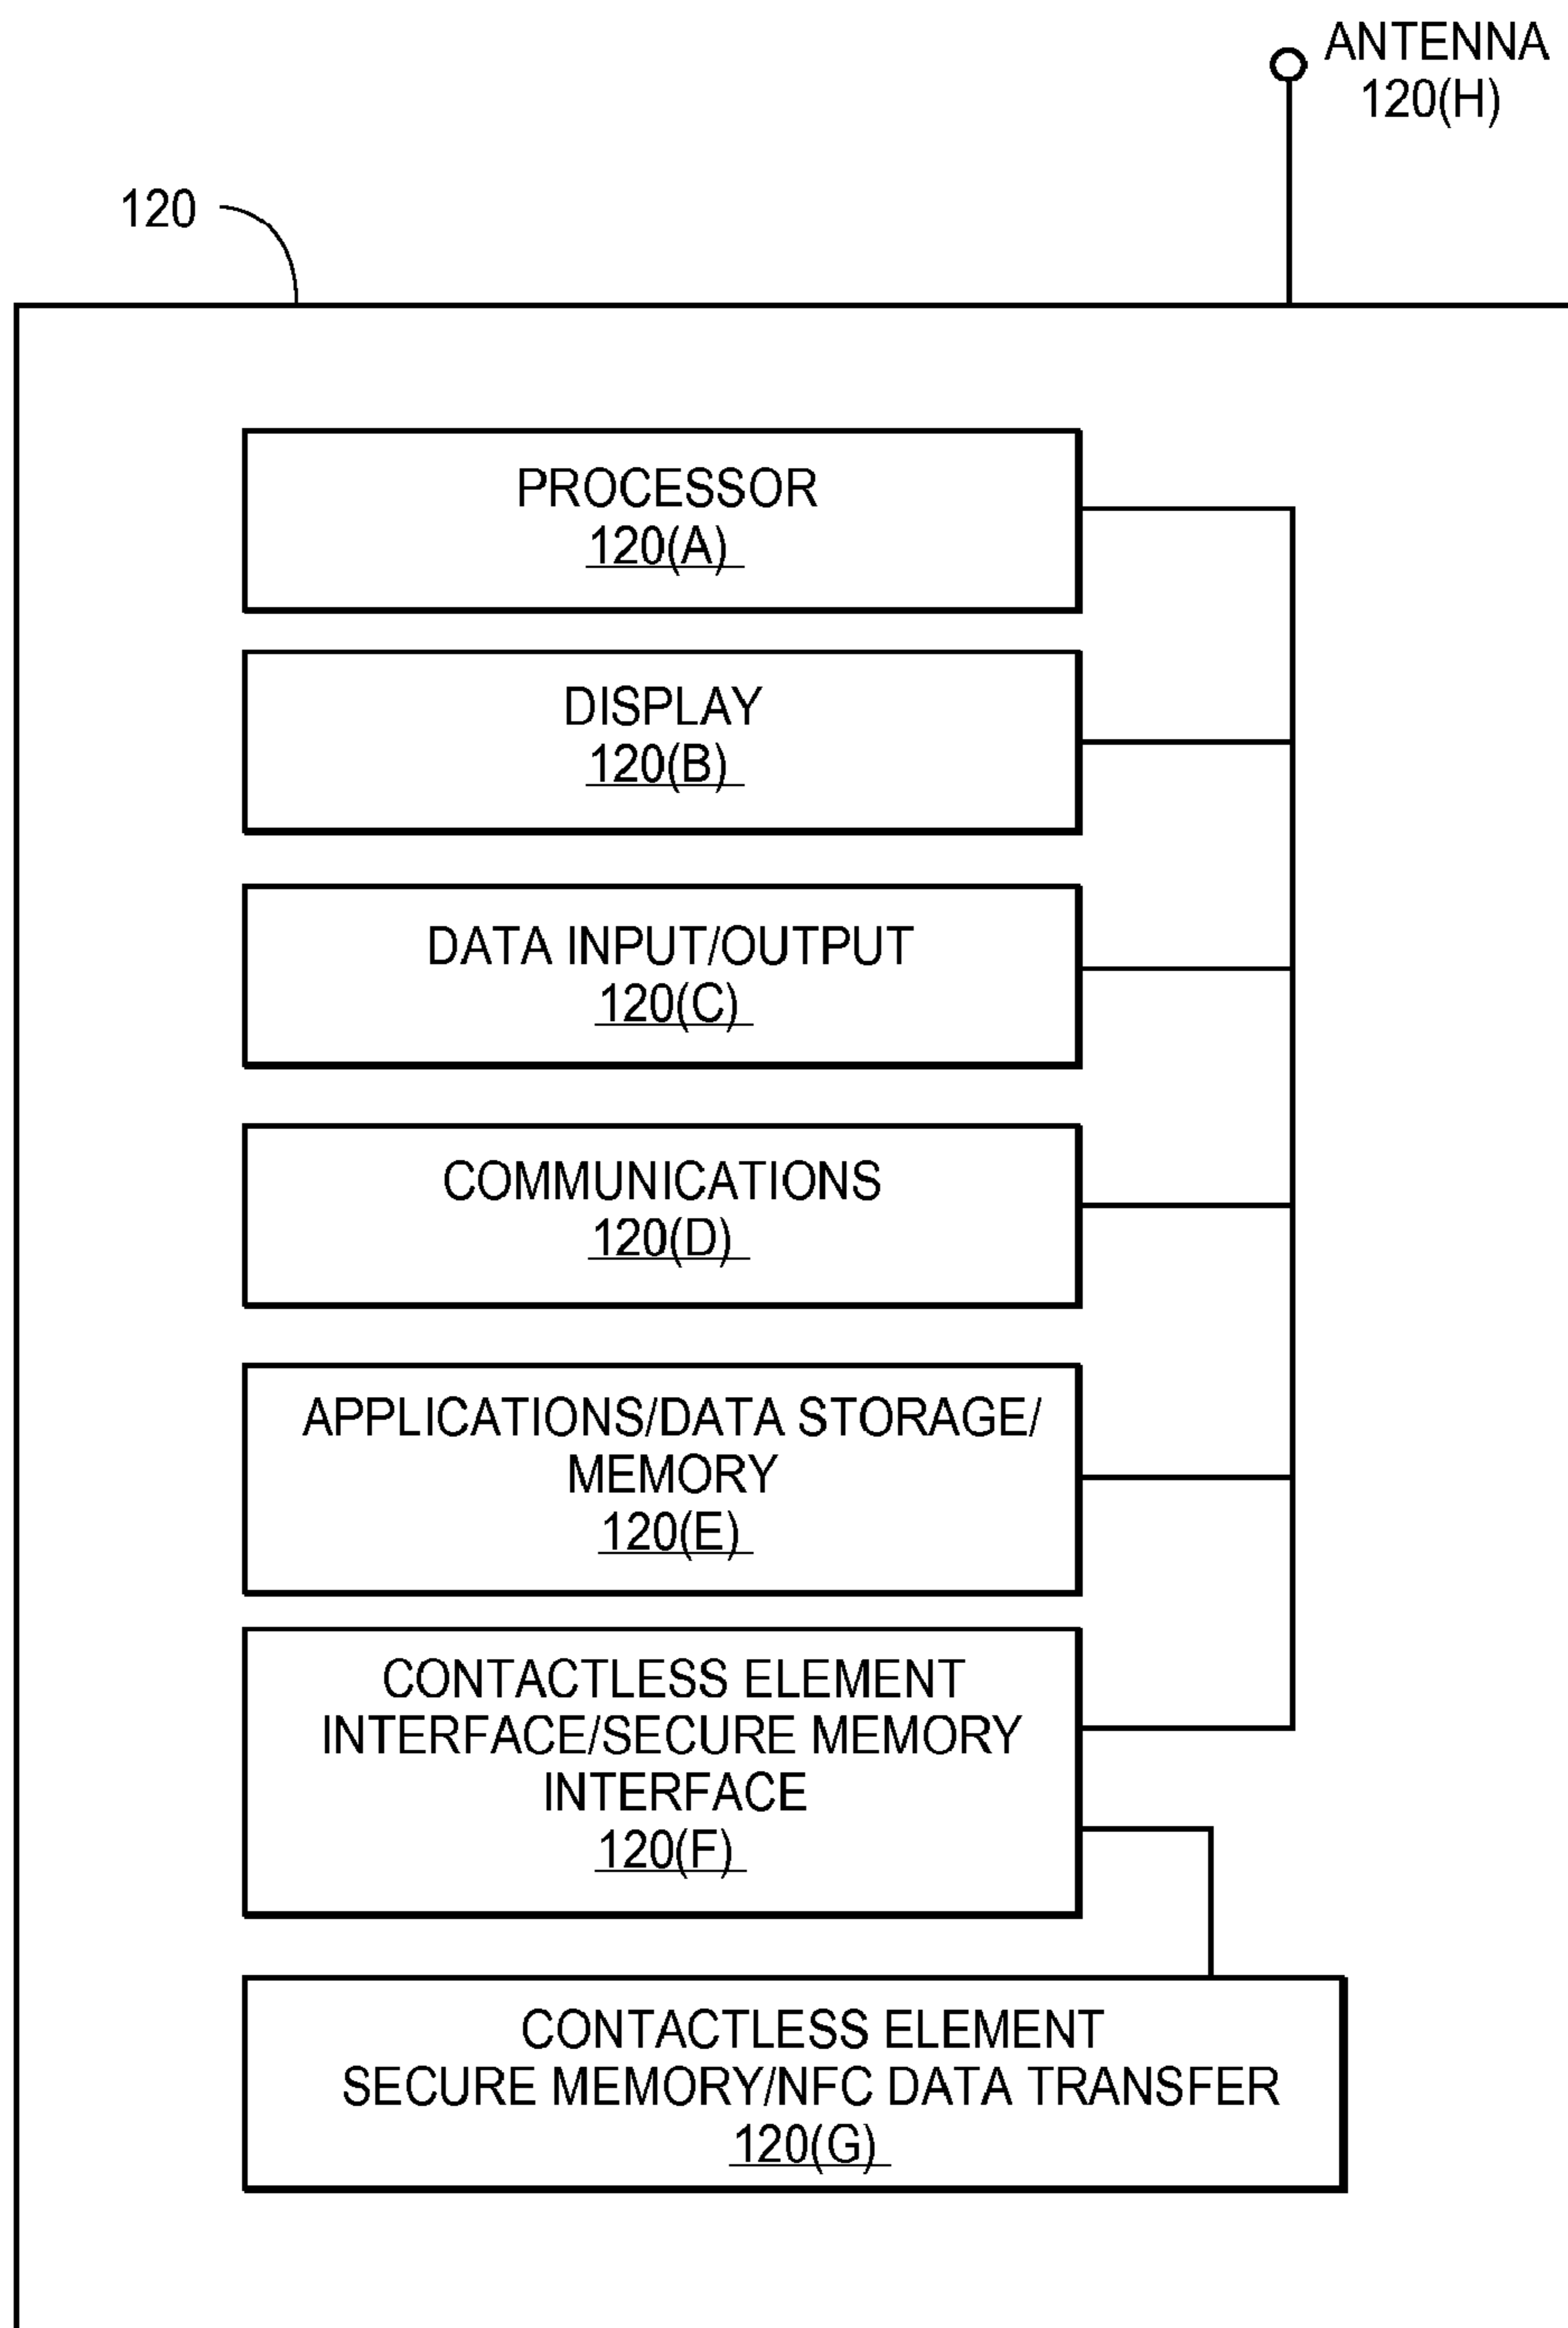 ANTENNA
120(H)
120
PROCESSOR
120(A)
DISPLAY
120(B)
DATA INPUT/OUTPUT
120(C)
COMMUNICATIONS
120(D)
APPLICATIONS/DATA STORAGE/
MEMORY
120(E)
CONTACTLESS ELEMENT
INTERFACE/SECURE MEMORY
INTERFACE
120(F)
CONTACTLESS ELEMENT
SECURE MEMORY/NFC DATA TRANSFER
120(G)